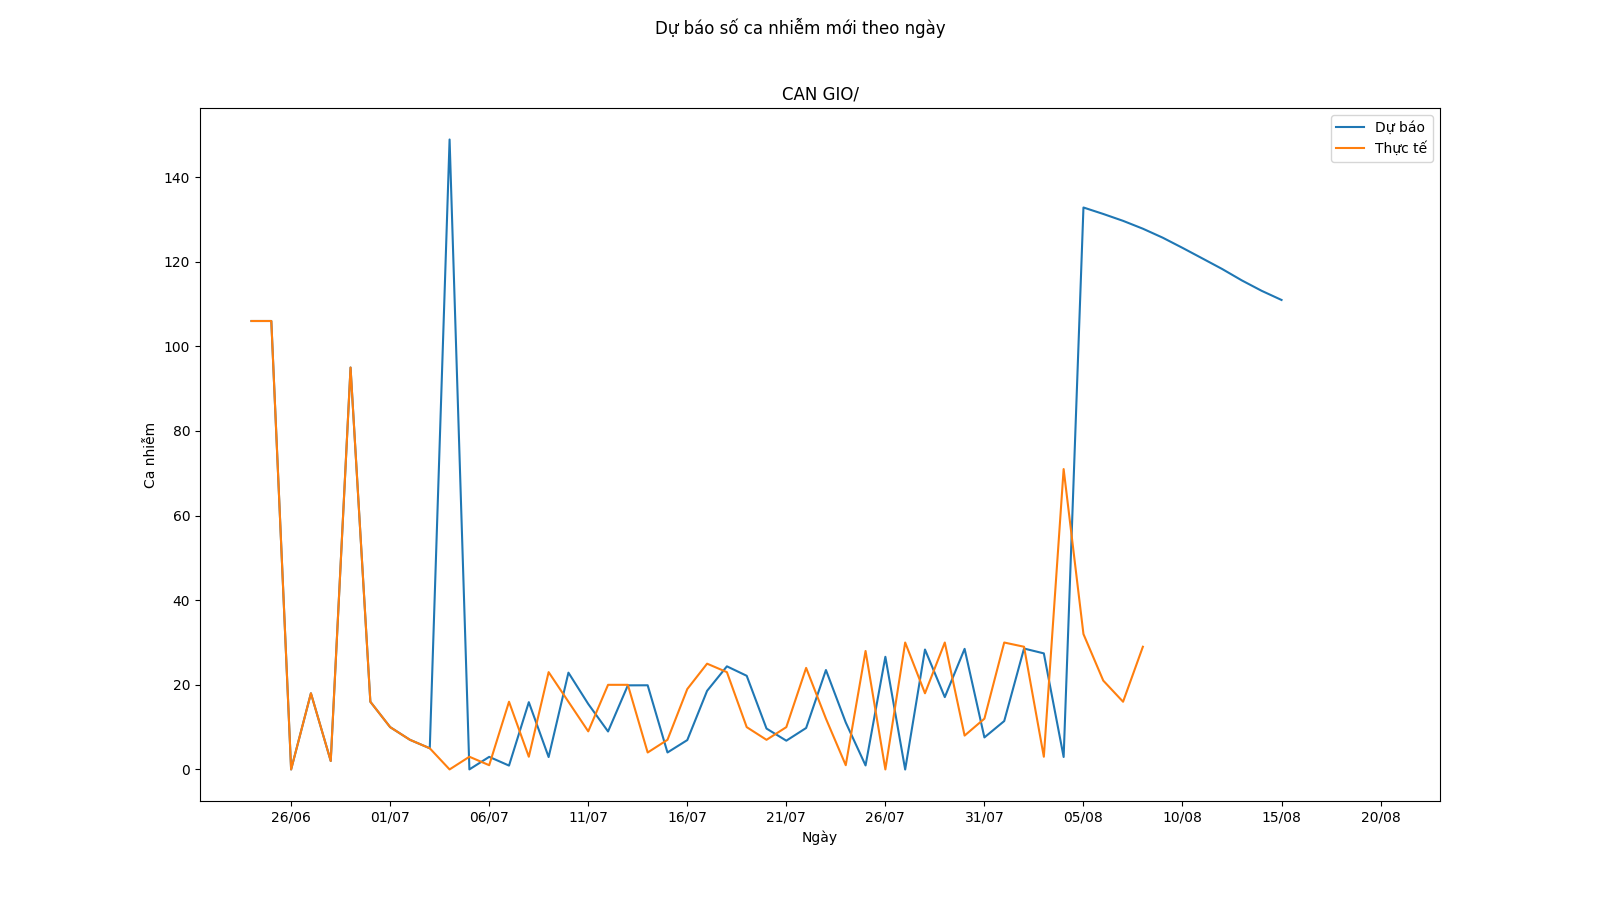 Dự báo số ca nhiễm mới theo ngày
CAN GIO/
Dự báo
Thực tế
Ca nhiễm
140
120
100
80
60
40
20
0
26/06 01/07 06/07 11/07 16/07 21/07 26/07 31/07 05/08 10/08 15/08 20/08
Ngày